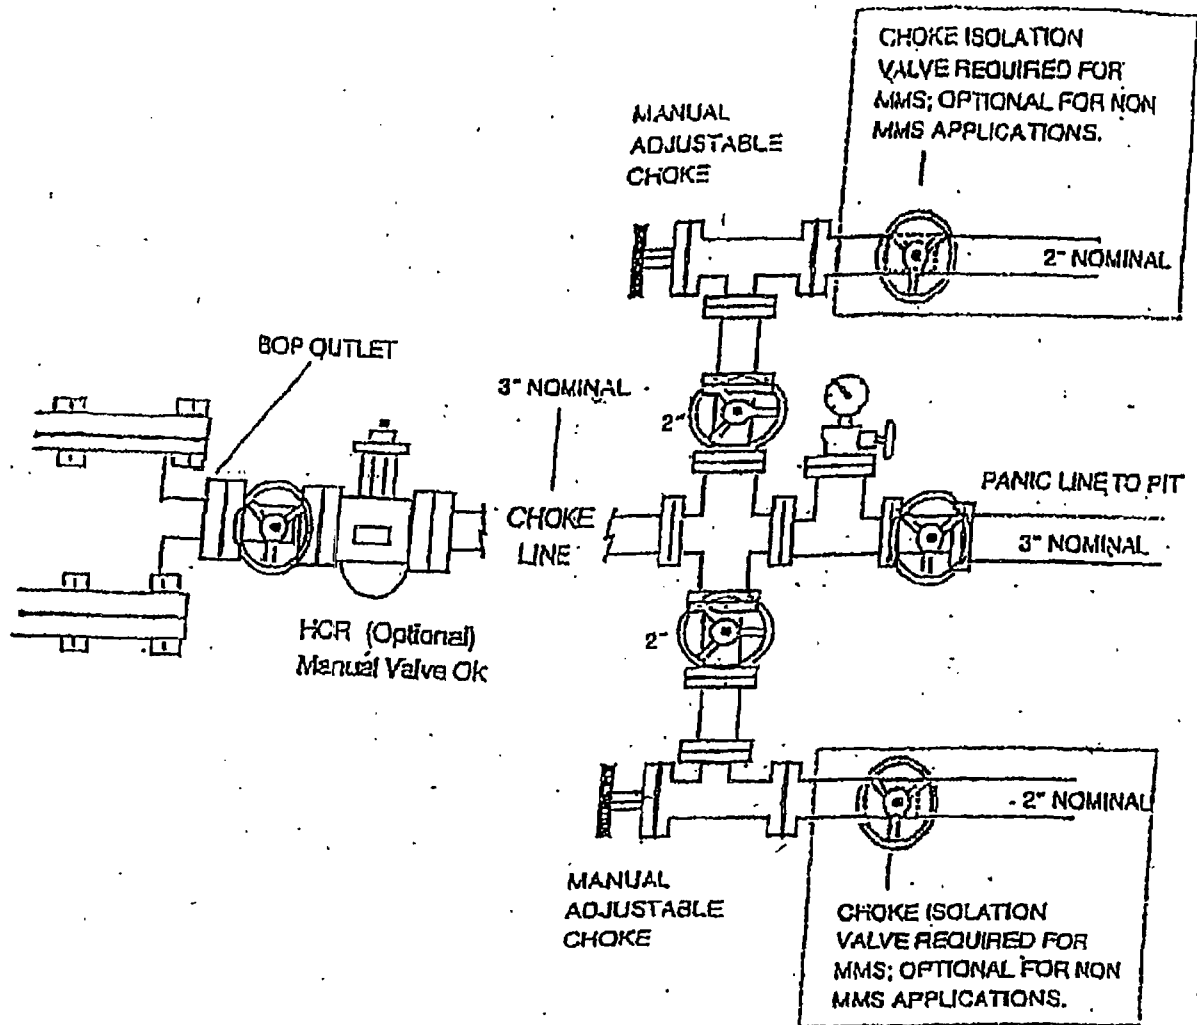 CHOKE ISOLATION
VALVE REQUIRED FOR
MMS; OPTIONAL FOR NON
MMS APPLICATIONS.
MANUAL
ADJUSTABLE
CHOKE
2" NOMINAL
BOP OUTLET
3" NOMINAL
2"
PANIC LINE TO PIT
CHOKE
LINE
3" NOMINAL
HCR (Optional)
Manual Valve Ok
2"
2" NOMINAL
MANUAL
ADJUSTABLE
CHOKE
CHOKE ISOLATION
VALVE REQUIRED FOR
MMS; OPTIONAL FOR NON
MMS APPLICATIONS.